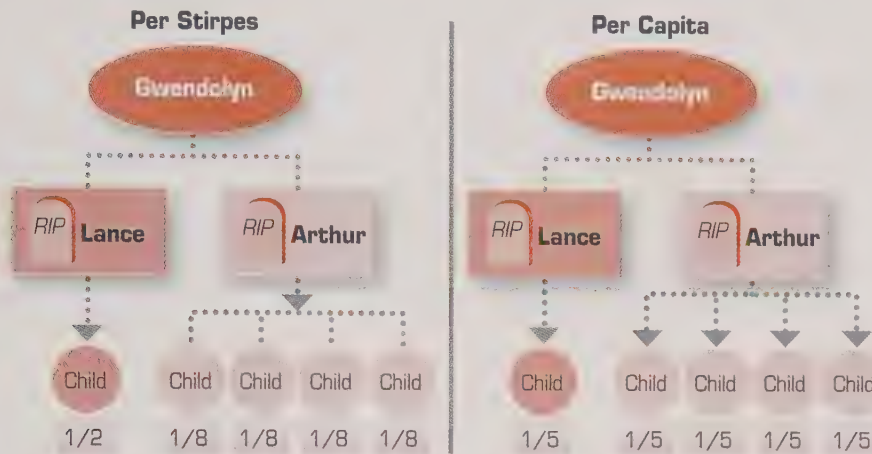 Per Stirpes
Gwendolyn
RIP Lance
RIP Arthur
Child Child Child Child Child
1/2 1/8 1/8 1/8 1/8
Per Capita
Gwendolyn
RIP Lance
RIP Arthur
Child Child Child Child Child
1/5 1/5 1/5 1/5 1/5